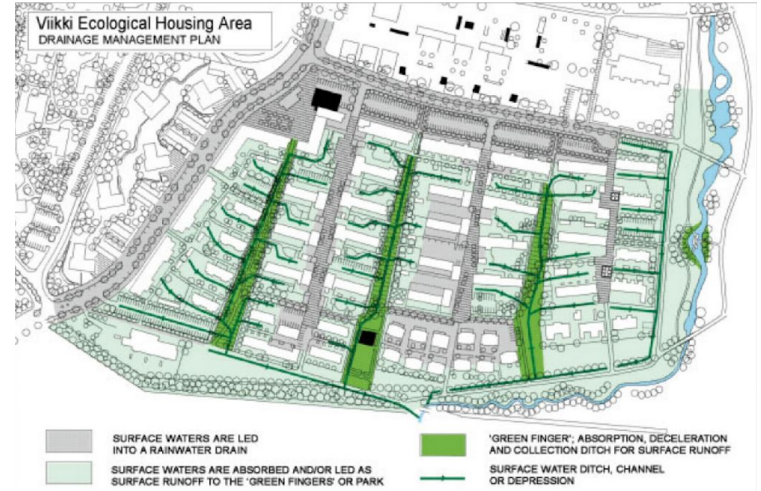 Viikki Ecological Housing Area
DRAINAGE MANAGEMENT PLAN
SURFACE WATERS ARE LED
INTO A RAINWATER DRAIN
SURFACE WATERS ARE ABSORBED AND/OR LED AS
SURFACE RUNOFF TO THE 'GREEN FINGERS' OR PARK
'GREEN FINGER'; ABSORPTION, DECELERATION
AND COLLECTION DITCH FOR SURFACE RUNOFF
SURFACE WATER DITCH, CHANNEL
OR DEPRESSION